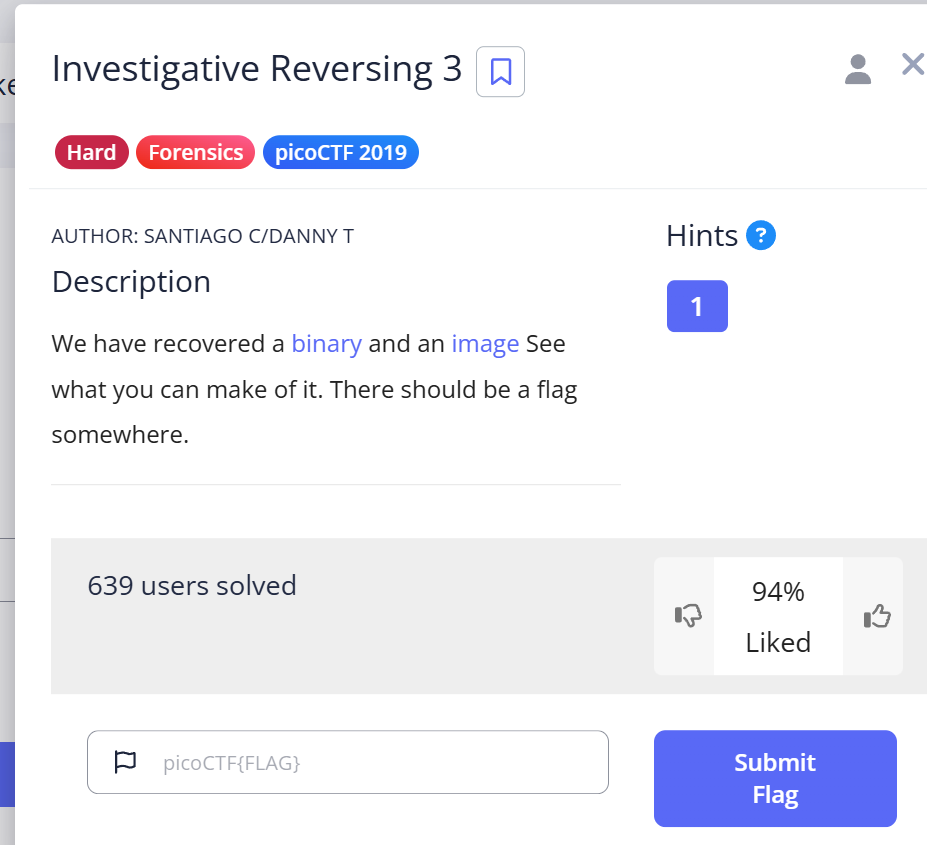 Investigative Reversing 3
Hard
Forensics
picoCTF 2019
AUTHOR: SANTIAGO C/DANNY T
Description
We have recovered a binary and an image See
what you can make of it. There should be a flag
somewhere.
Hints ?
1
639 users solved
94%
Liked
picoCTF{FLAG}
Submit
Flag